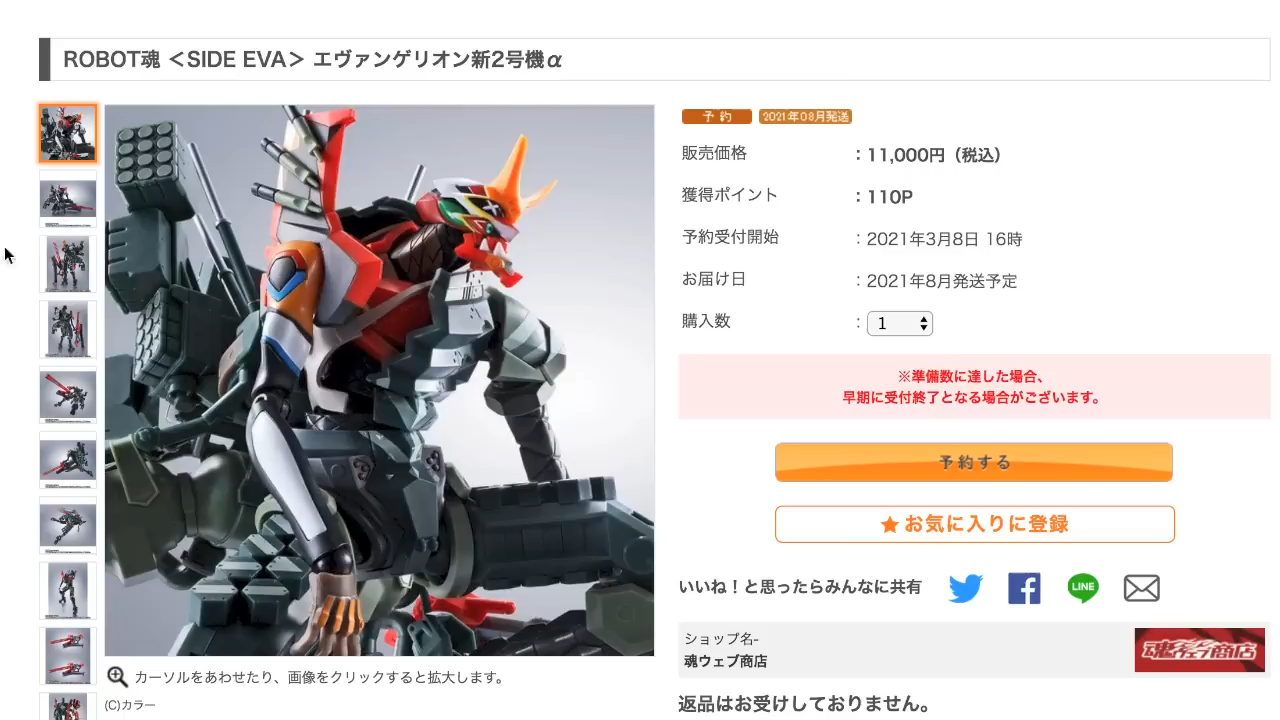 ROBOT魂 ＜SIDE EVA＞ エヴァンゲリオン新2号機α
予約 2021年08月発送
販売価格 : 11,000円（税込）
獲得ポイント : 110P
予約受付開始 : 2021年3月8日 16時
お届け日 : 2021年8月発送予定
購入数 : 1
※準備数に達した場合、
早期に受付終了となる場合がございます。
予約する
★お気に入りに登録
いいね！と思ったらみんなに共有 LINE
ショップ名-
魂ウェブ商店
魂ウェブ商店
カーソルをあわせたり、画像をクリックすると拡大します。
(C)カラー
返品はお受けしておりません。